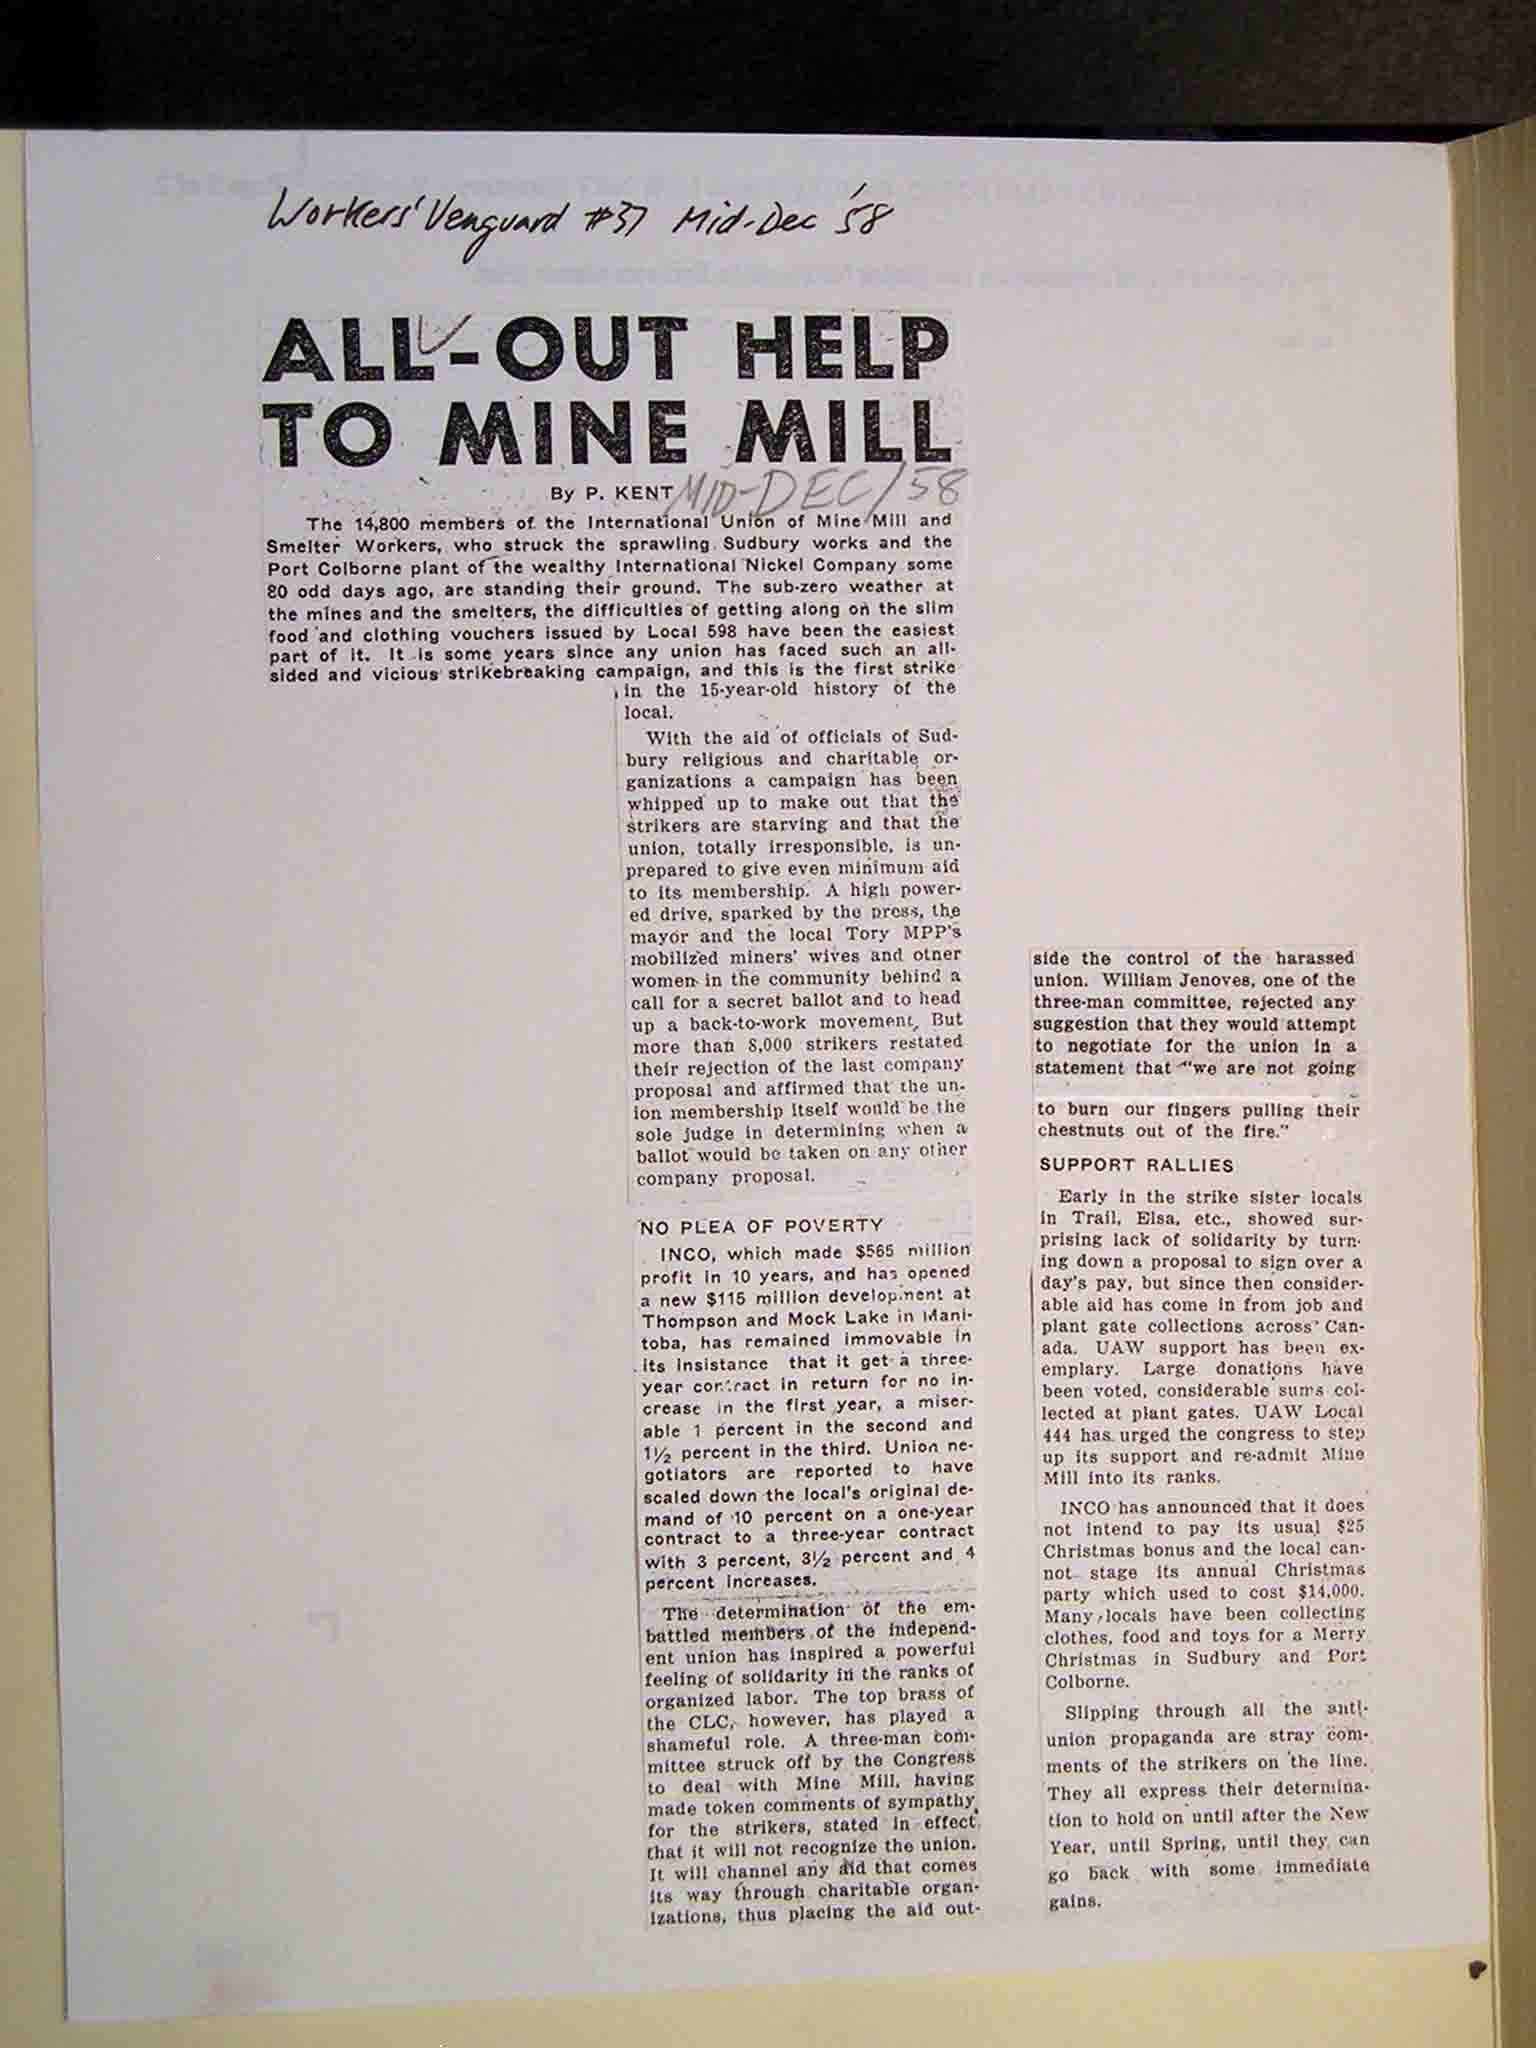 Workers' Venguard #37 Mid-Dec '58
ALL-OUT HELP
TO MINE MILL
By P. KENT MID-DEC/58
The 14,800 members of the International Union of Mine Mill and
Smelter Workers, who struck the sprawling Sudbury works and the
Port Colborne plant of the wealthy International Nickel Company some
80 odd days ago, are standing their ground. The sub-zero weather at
the mines and the smelters, the difficulties of getting along on the slim
food and clothing vouchers issued by Local 598 have been the easiest
part of it. It is some years since any union has faced such an all-
sided and vicious strikebreaking campaign, and this is the first strike
in the 15-year-old history of the
local.
With the aid of officials of Sud-
bury religious and charitable or-
ganizations a campaign has been
whipped up to make out that the
strikers are starving and that the
union, totally irresponsible, is un-
prepared to give even minimum aid
to its membership. A high power-
ed drive, sparked by the press, the
mayor and the local Tory MPP's
mobilized miners' wives and other
women in the community behind a
call for a secret ballot and to head
up a back-to-work movement. But
more than 8,000 strikers restated
their rejection of the last company
proposal and affirmed that the un-
ion membership itself would be the
sole judge in determining when a
ballot would be taken on any other
company proposal.
NO PLEA OF POVERTY
INCO, which made $565 million
profit in 10 years, and has opened
a new $115 million development at
Thompson and Mock Lake in Mani-
toba, has remained immovable in
its insistance that it get a three-
year contract in return for no in-
crease in the first year, a miser-
able 1 percent in the second and
1½ percent in the third. Union ne-
gotiators are reported to have
scaled down the local's original de-
mand of 10 percent on a one-year
contract to a three-year contract
with 3 percent, 3½ percent and 4
percent increases.
The determination of the em-
battled members of the independ-
ent union has inspired a powerful
feeling of solidarity in the ranks of
organized labor. The top brass of
the CLC, however, has played a
shameful role. A three-man com-
mittee struck off by the Congress
to deal with Mine Mill, having
made token comments of sympathy
for the strikers, stated in effect
that it will not recognize the union.
It will channel any aid that comes
its way through charitable organ-
izations, thus placing the aid out-
side the control of the harassed
union. William Jenoves, one of the
three-man committee, rejected any
suggestion that they would attempt
to negotiate for the union in a
statement that "we are not going
to burn our fingers pulling their
chestnuts out of the fire."
SUPPORT RALLIES
Early in the strike sister locals
in Trail, Elsa, etc., showed sur-
prising lack of solidarity by turn-
ing down a proposal to sign over a
day's pay, but since then consider-
able aid has come in from job and
plant gate collections across Can-
ada. UAW support has been ex-
emplary. Large donations have
been voted, considerable sums col-
lected at plant gates. UAW Local
444 has urged the congress to step
up its support and re-admit Mine
Mill into its ranks.
INCO has announced that it does
not intend to pay its usual $25
Christmas bonus and the local can-
not stage its annual Christmas
party which used to cost $14,000.
Many locals have been collecting
clothes, food and toys for a Merry
Christmas in Sudbury and Port
Colborne.
Slipping through all the anti-
union propaganda are stray com-
ments of the strikers on the line.
They all express their determina-
tion to hold on until after the New
Year, until Spring, until they can
go back with some immediate
gains.